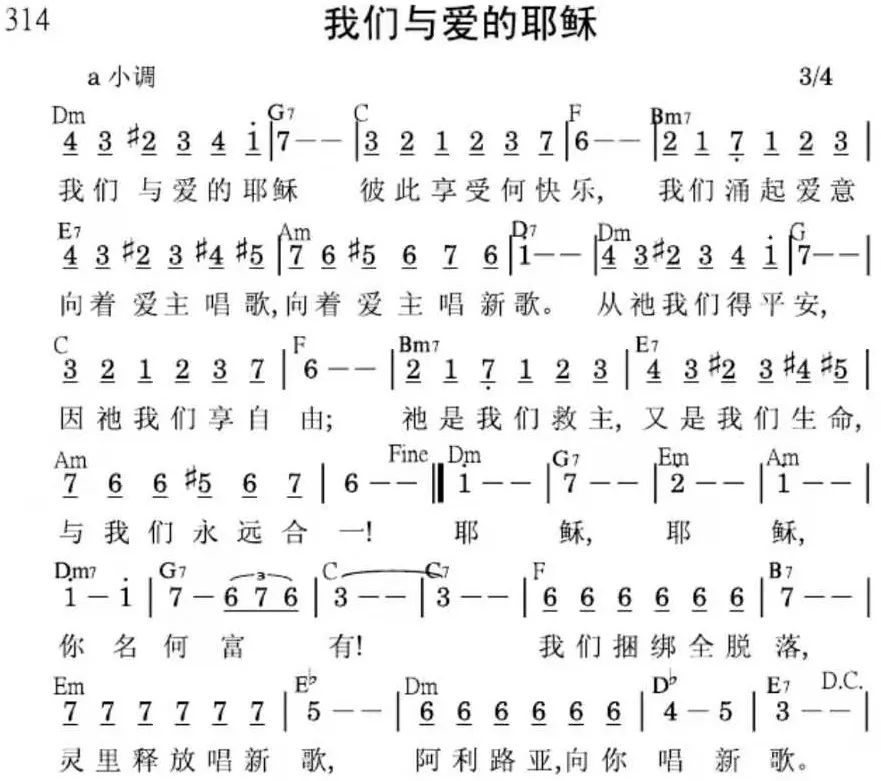 314 我们与爱的耶稣
a 小调 3/4
Dm G7 C F Bm7
4 3 #2 3 4 i | 7 - - | 3 2 1 2 3 7 | 6 - - | 2 1 7 1 2 3 |
我们 与爱的耶稣 彼此享受何快乐, 我们涌起爱意
E7 Am D7 Dm G
4 3 #2 3 #4 #5 | 7 6 #5 6 7 6 | 1 - - | 4 3 #2 3 4 i | 7 - - |
向着 爱主 唱歌,向着 爱 主 唱新歌。 从祂我们得平安,
C F Bm7 E7
3 2 1 2 3 7 | 6 - - | 2 1 7 1 2 3 | 4 3 #2 3 #4 #5 |
因祂我们享自由; 祂是我们救主, 又是我们生命,
Am Fine Dm G7 Em Am
7 6 6 #5 6 7 | 6 - - || i - - | 7 - - | 2 - - | i - - |
与我们永远合一! 耶 稣, 耶 稣,
Dm7 G7 3 C C7 F B7
i - i | 7 - 6 7 6 | 3 - - | 3 - - | 6 6 6 6 6 6 | 7 - - |
你名何富 有! 我们捆绑全脱落,
Em E♭ Dm D♭ E7 D.C.
7 7 7 7 7 7 | 5 - - | 6 6 6 6 6 6 | 4 - 5 | 3 - - |
灵里释放唱新歌, 阿利路亚,向你 唱 新 歌。